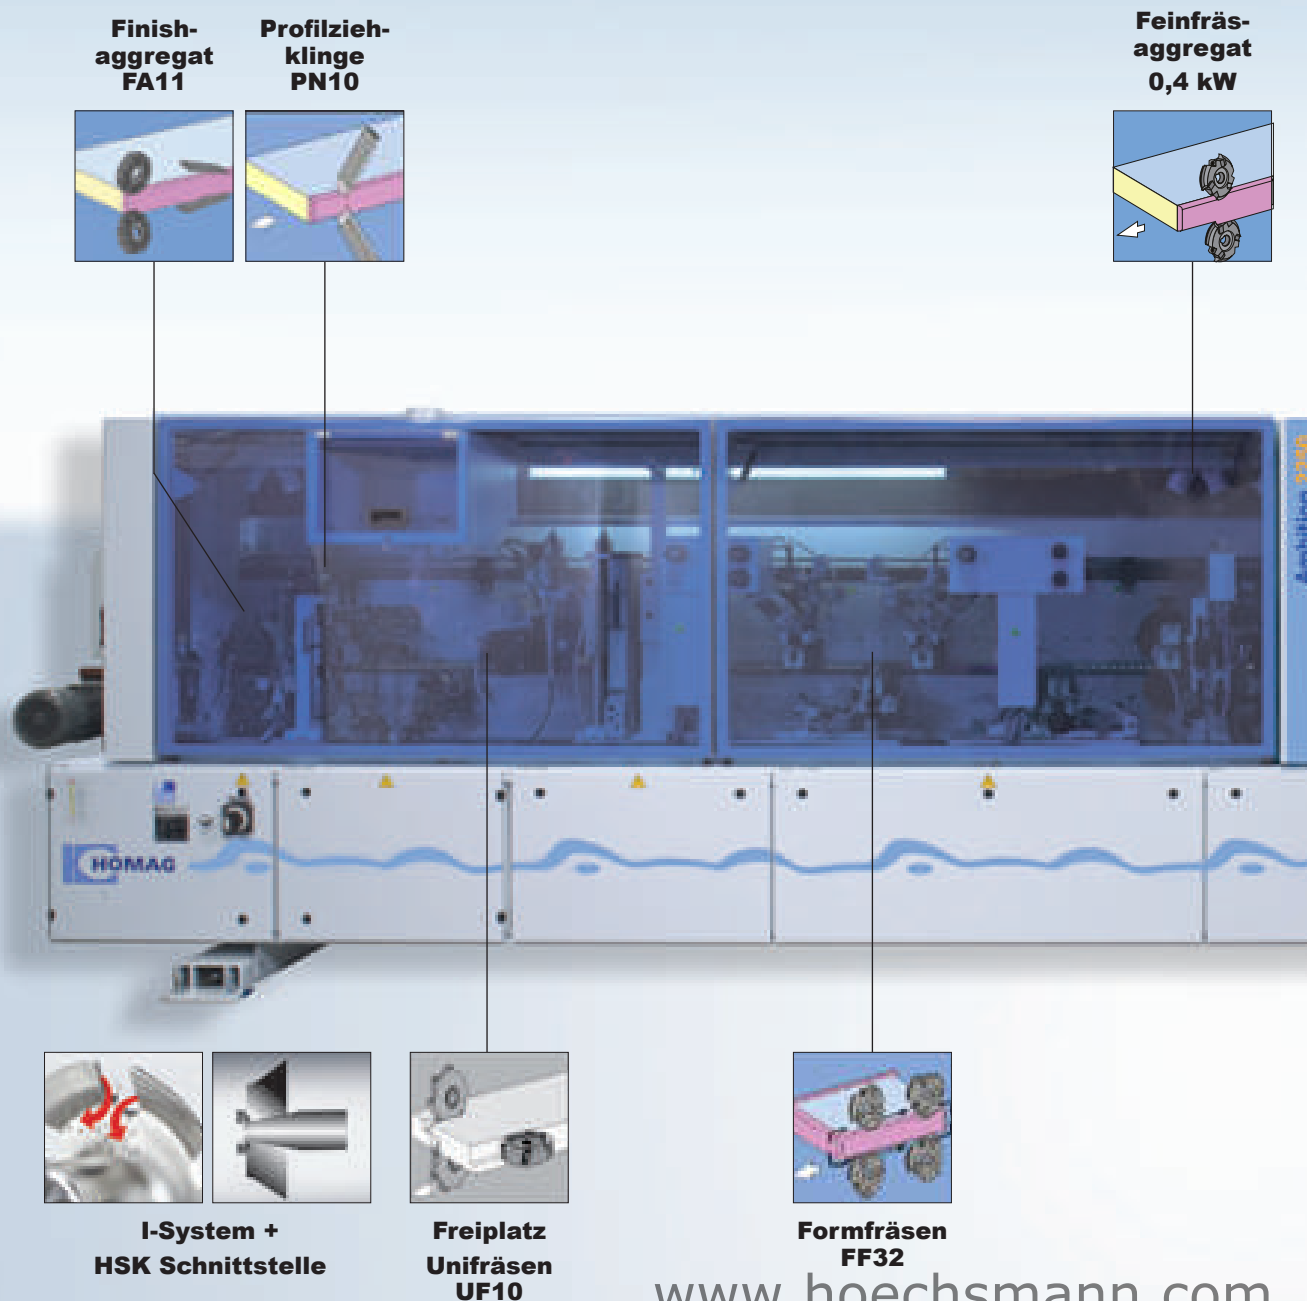 Finish-
aggregat
FA11
Profilzieh-
klinge
PN10
Feinfräs-
aggregat
0,4 kW
HOMAG
I-System +
HSK Schnittstelle
Freiplatz
Unifräsen
UF10
Formfräsen
FF32
www.hoechsmann.com